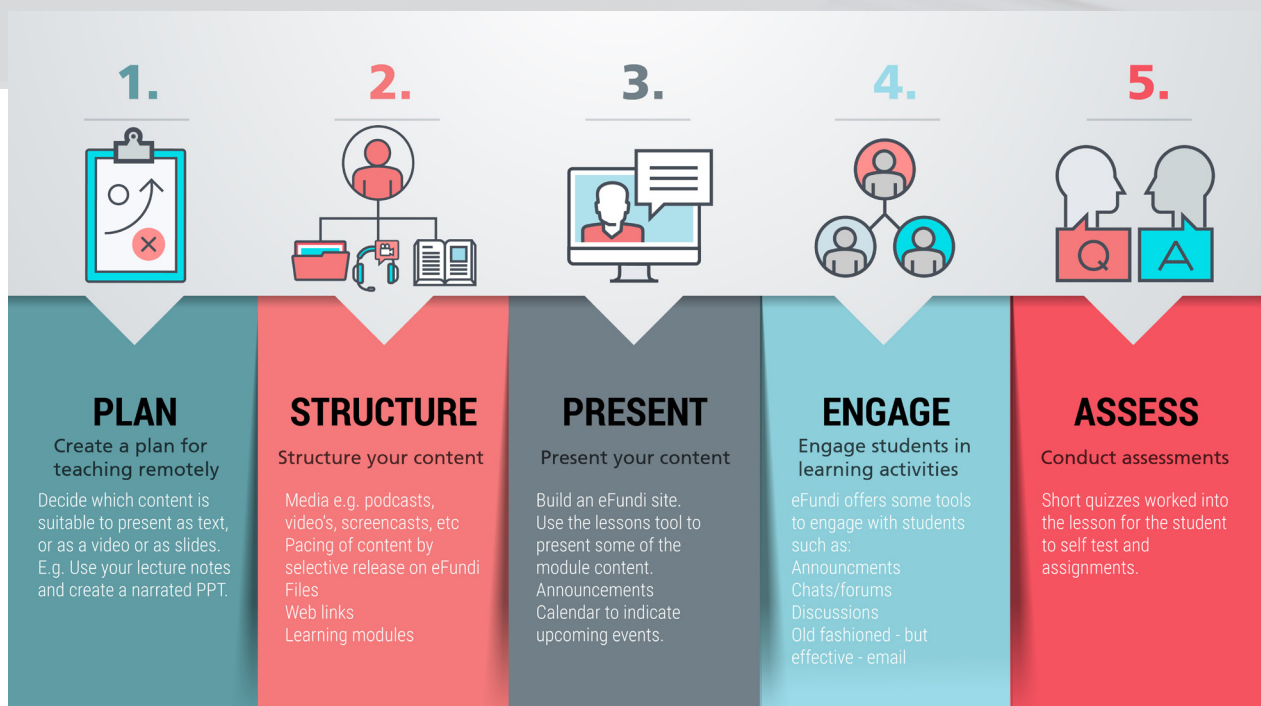 1.
2.
3.
4.
5.
Q
A
PLAN
Create a plan for
teaching remotely
Decide which content is
suitable to present as text,
or as a video or as slides.
E.g. Use your lecture notes
and create a narrated PPT.
STRUCTURE
Structure your content
Media e.g. podcasts,
video's, screencasts, etc
Pacing of content by
selective release on eFundi
Files
Web links
Learning modules
PRESENT
Present your content
Build an eFundi site.
Use the lessons tool to
present some of the
module content.
Announcements
Calendar to indicate
upcoming events.
ENGAGE
Engage students in
learning activities
eFundi offers some tools
to engage with students
such as:
Announcments
Chats/forums
Discussions
Old fashioned - but
effective - email
ASSESS
Conduct assessments
Short quizzes worked into
the lesson for the student
to self test and
assignments.